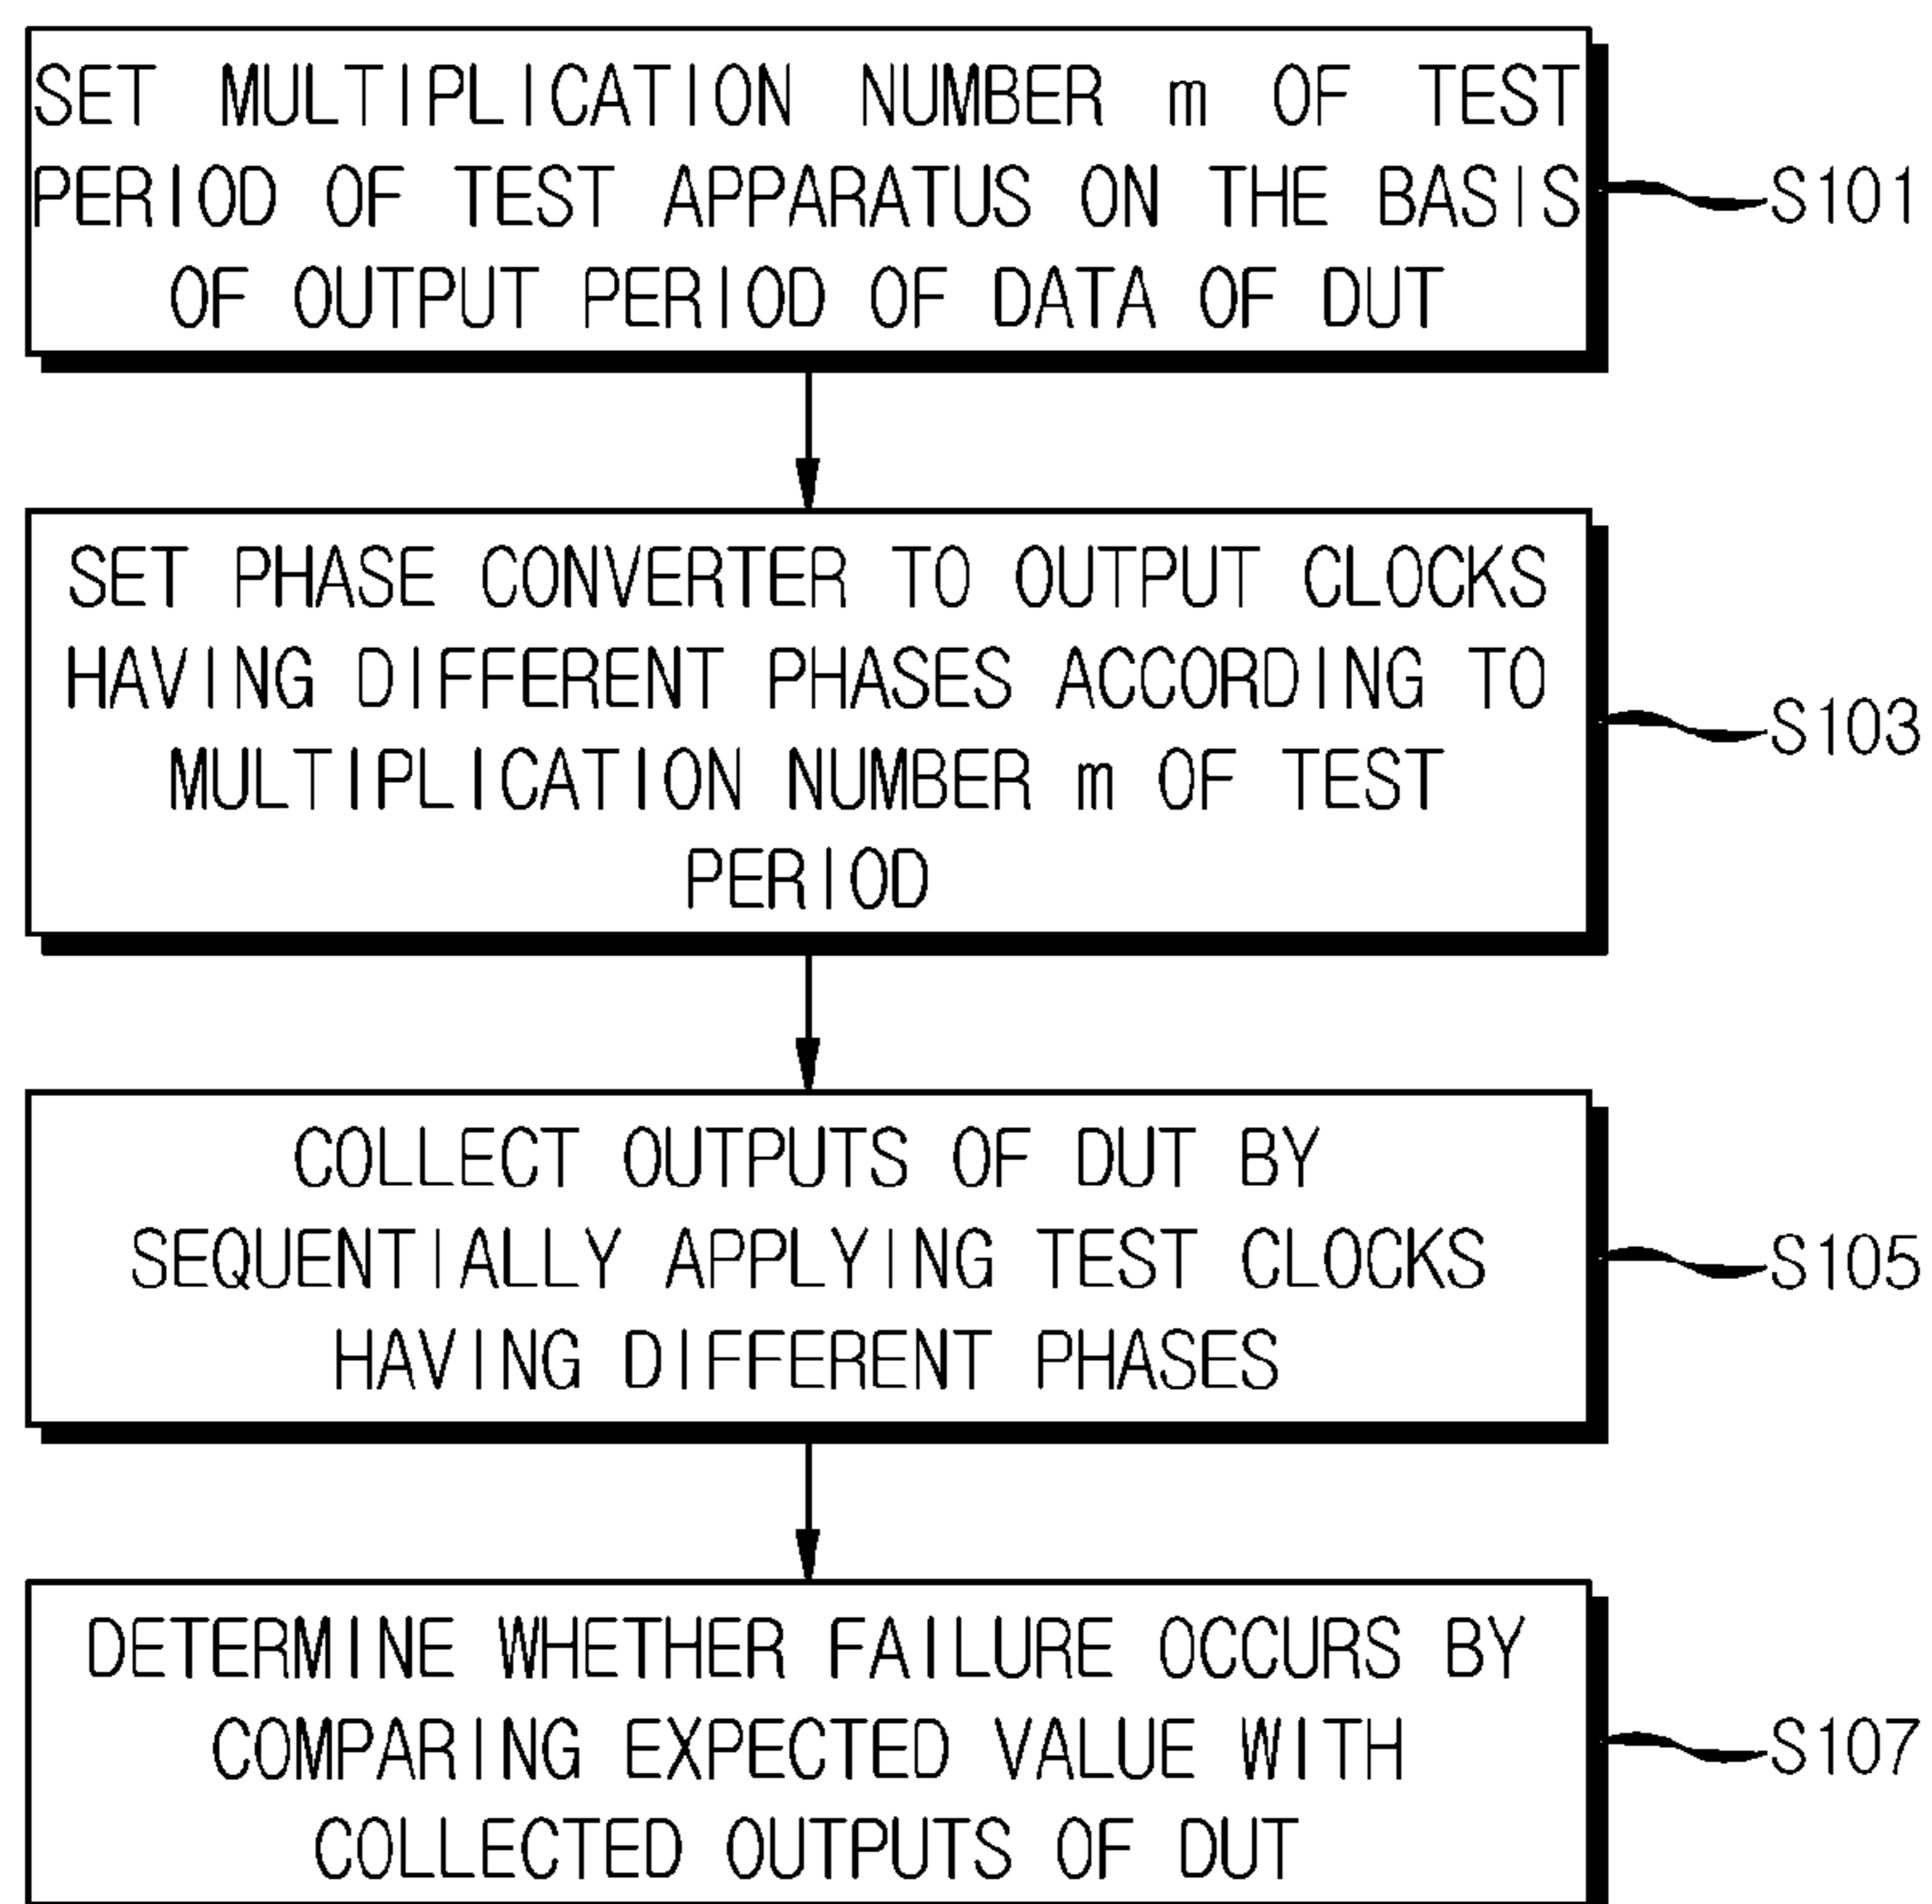 SET MULTIPLICATION NUMBER m OF TEST
PERIOD OF TEST APPARATUS ON THE BASIS
OF OUTPUT PERIOD OF DATA OF DUT
S101
SET PHASE CONVERTER TO OUTPUT CLOCKS
HAVING DIFFERENT PHASES ACCORDING TO
MULTIPLICATION NUMBER m OF TEST
PERIOD
S103
COLLECT OUTPUTS OF DUT BY
SEQUENTIALLY APPLYING TEST CLOCKS
HAVING DIFFERENT PHASES
S105
DETERMINE WHETHER FAILURE OCCURS BY
COMPARING EXPECTED VALUE WITH
COLLECTED OUTPUTS OF DUT
S107